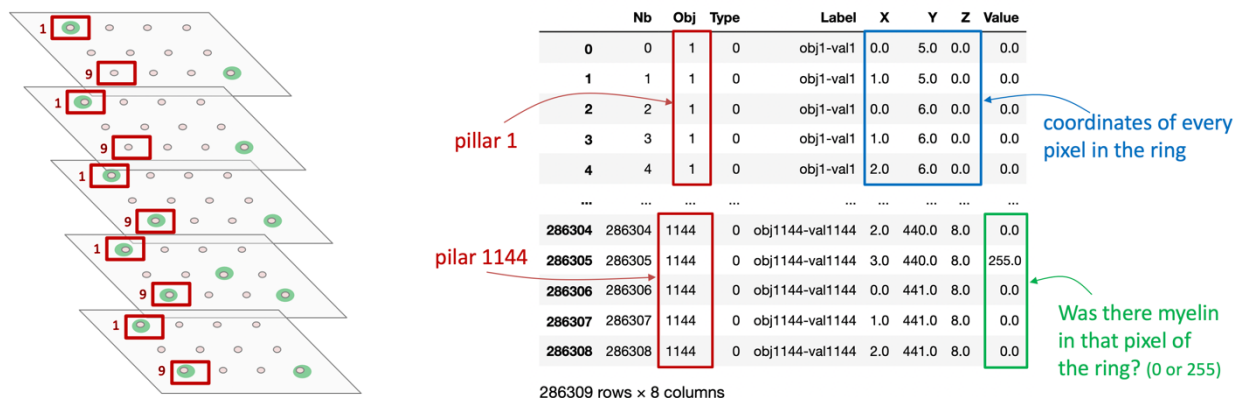 1
9
1
9
1
9
1
9
1
9
Nb Obj Type Label X Y Z Value
0 0 1 0 obj1-val1 0.0 5.0 0.0 0.0
1 1 1 0 obj1-val1 1.0 5.0 0.0 0.0
2 2 1 0 obj1-val1 0.0 6.0 0.0 0.0
3 3 1 0 obj1-val1 1.0 6.0 0.0 0.0
4 4 1 0 obj1-val1 2.0 6.0 0.0 0.0
... ... ... ... ... ... ... ... ...
286304 286304 1144 0 obj1144-val1144 2.0 440.0 8.0 0.0
286305 286305 1144 0 obj1144-val1144 3.0 440.0 8.0 255.0
286306 286306 1144 0 obj1144-val1144 0.0 441.0 8.0 0.0
286307 286307 1144 0 obj1144-val1144 1.0 441.0 8.0 0.0
286308 286308 1144 0 obj1144-val1144 2.0 441.0 8.0 0.0
286309 rows × 8 columns
pillar 1
pilar 1144
coordinates of every
pixel in the ring
Was there myelin
in that pixel of
the ring? (0 or 255)